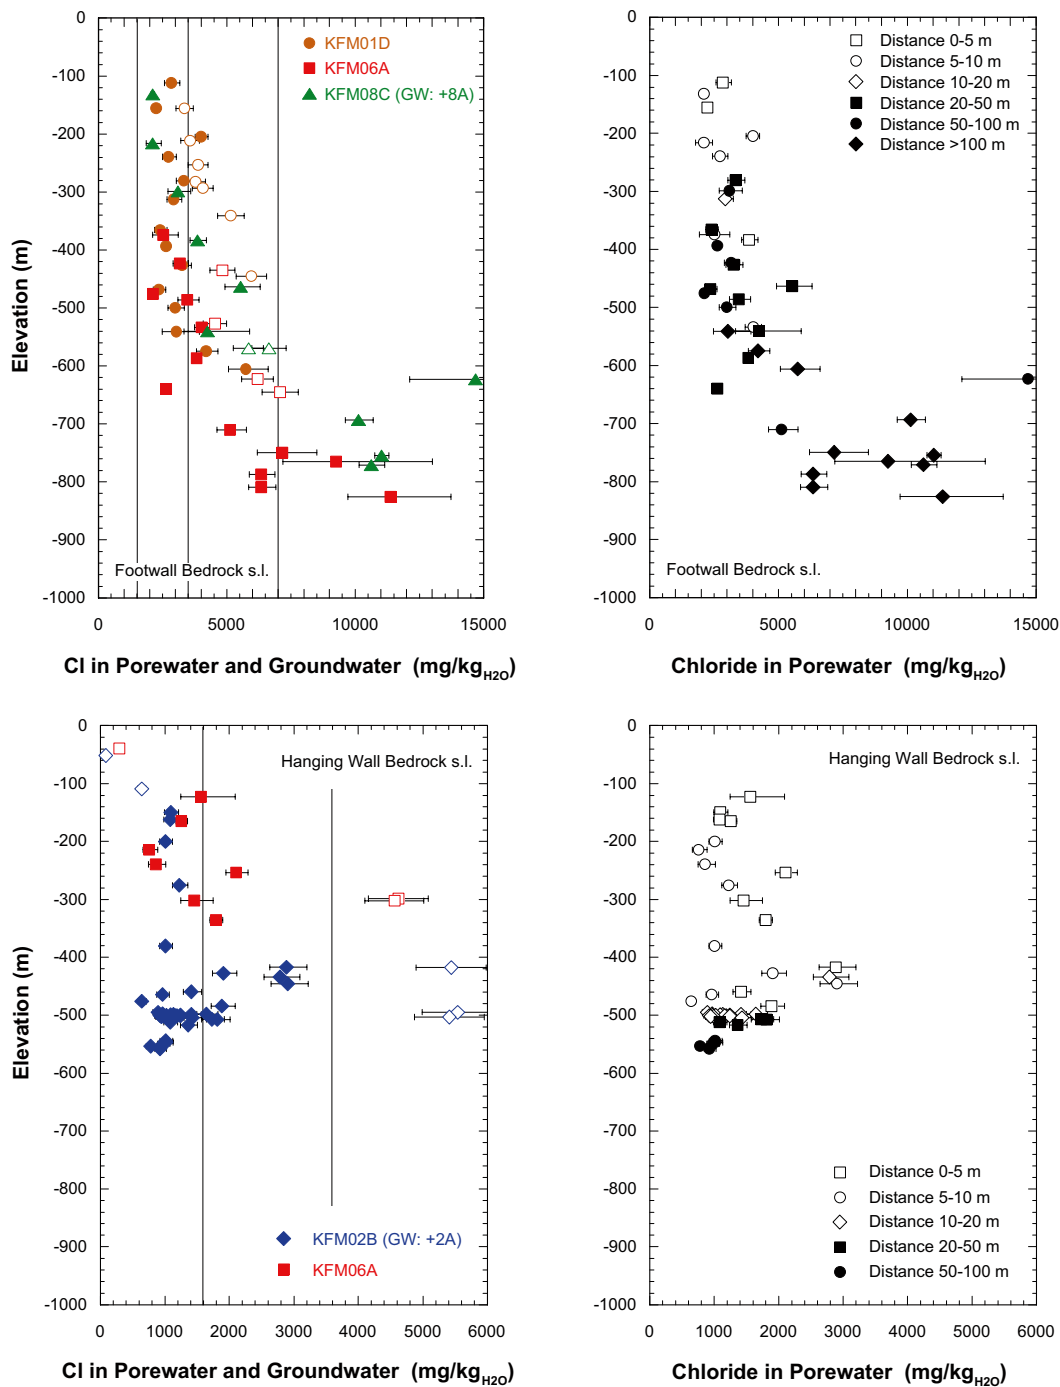 0
-100
-200
-300
-400
-500
-600
-700
-800
-900
-1000
Elevation (m)
KFM01D
KFM06A
KFM08C (GW: +8A)
Footwall Bedrock s.l.
0
5000
10000
15000
Cl in Porewater and Groundwater (mg/kgH2O)
0
-100
-200
-300
-400
-500
-600
-700
-800
-900
-1000
Distance 0-5 m
Distance 5-10 m
Distance 10-20 m
Distance 20-50 m
Distance 50-100 m
Distance >100 m
Footwall Bedrock s.l.
0
5000
10000
15000
Chloride in Porewater (mg/kgH2O)
0
-100
-200
-300
-400
-500
-600
-700
-800
-900
-1000
Elevation (m)
Hanging Wall Bedrock s.l.
KFM02B (GW: +2A)
KFM06A
0
1000
2000
3000
4000
5000
6000
Cl in Porewater and Groundwater (mg/kgH2O)
0
-100
-200
-300
-400
-500
-600
-700
-800
-900
-1000
Hanging Wall Bedrock s.l.
Distance 0-5 m
Distance 5-10 m
Distance 10-20 m
Distance 20-50 m
Distance 50-100 m
0
1000
2000
3000
4000
5000
6000
Chloride in Porewater (mg/kgH2O)